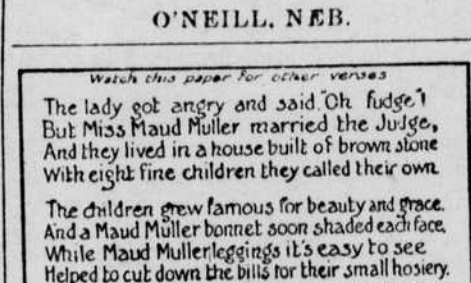 O'NEILL, NEB.
Watch this paper for other verses
The lady got angry and said "Oh fudge"!
But Miss Maud Muller married the Judge,
And they lived in a house built of brown stone
With eight fine children they called their own
The children grew famous for beauty and grace.
And a Maud Muller bonnet soon shaded each face,
While Maud Muller leggings it's easy to see
Helped to cut down the bills for their small hosiery.